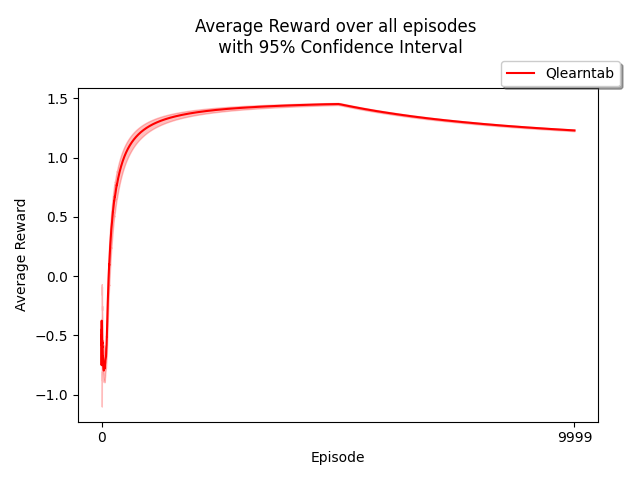 Average Reward over all episodes
with 95% Confidence Interval
Qlearntab
1.5
1.0
0.5
0.0
−0.5
−1.0
Average Reward
0
9999
Episode